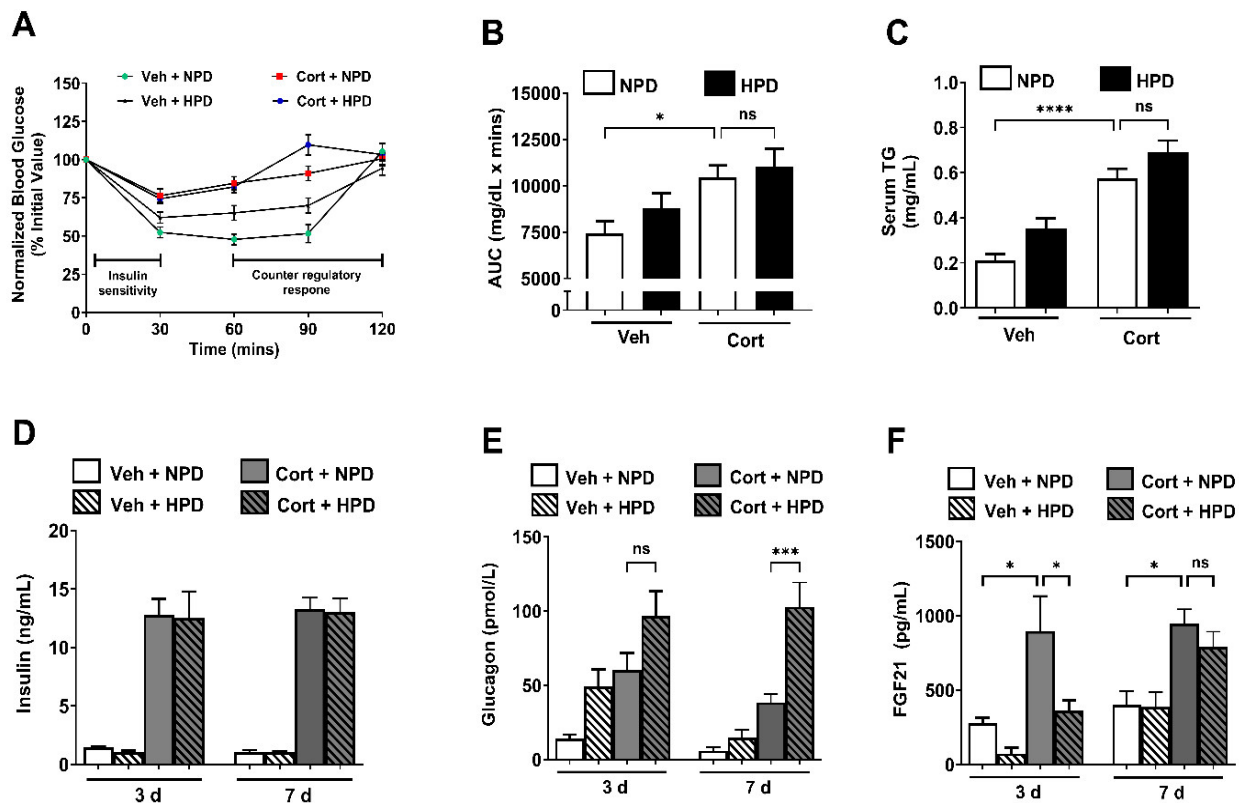 A
Veh + NPD
Cort + NPD
Veh + HPD
Cort + HPD
Normalized Blood Glucose
(% Initial Value)
150
125
100
75
50
25
0
Insulin
sensitivity
Counter regulatory
respone
0
30
60
90
120
Time (mins)
B
NPD
HPD
AUC (mg/dL x mins)
15000
12500
10000
7500
5000
0
*
ns
Veh
Cort
C
NPD
HPD
Serum TG
(mg/mL)
1.0
0.8
0.6
0.4
0.2
0.0
****
ns
Veh
Cort
D
Veh + NPD
Cort + NPD
Veh + HPD
Cort + HPD
Insulin (ng/mL)
20
15
10
5
0
3 d
7 d
E
Veh + NPD
Cort + NPD
Veh + HPD
Cort + HPD
Glucagon (pmol/L)
150
100
50
0
ns
***
3 d
7 d
F
Veh + NPD
Cort + NPD
Veh + HPD
Cort + HPD
FGF21 (pg/mL)
1500
1000
500
0
*
*
*
ns
3 d
7 d